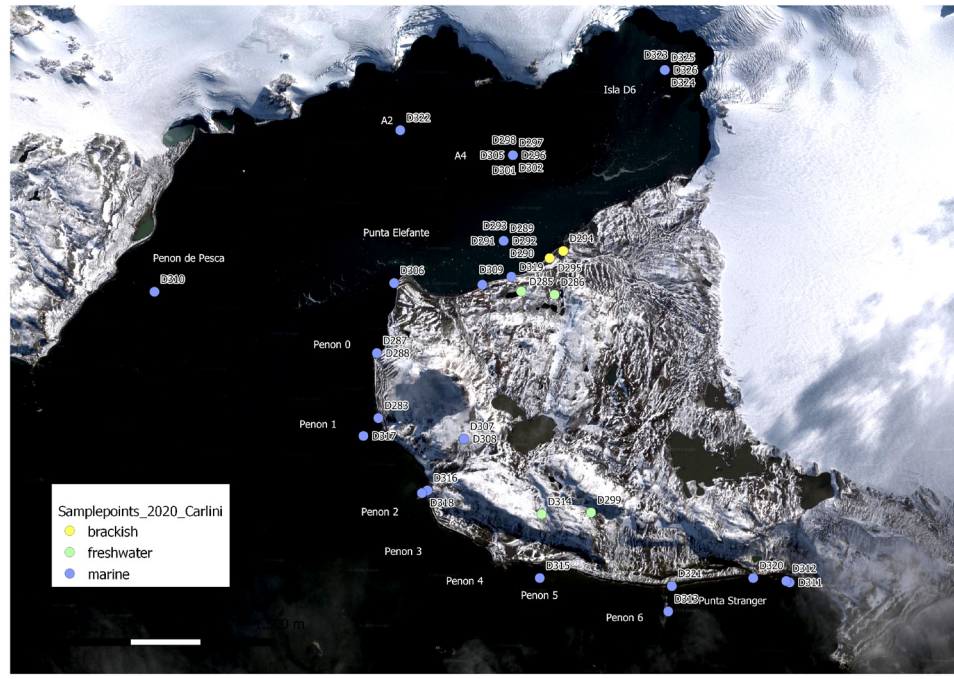 D323 D325
D326
D324
Isla D6
A2 D322
D298 D297
A4 D305 D296
D301 D302
Punta Elefante
D293 D289
D291 D292
D290
D294
Penon de Pesca
D310
D306
D309
D319 D295
D285 D286
Penon 0
D287
D288
Penon 1
D283
D317
D307
D308
D316
D318
Penon 2
D314 D299
Penon 3
Penon 4
D315
Penon 5
D321 D320 D312
D311
D313 Punta Stranger
Penon 6
Samplepoints_2020_Carlini
brackish
freshwater
marine
m